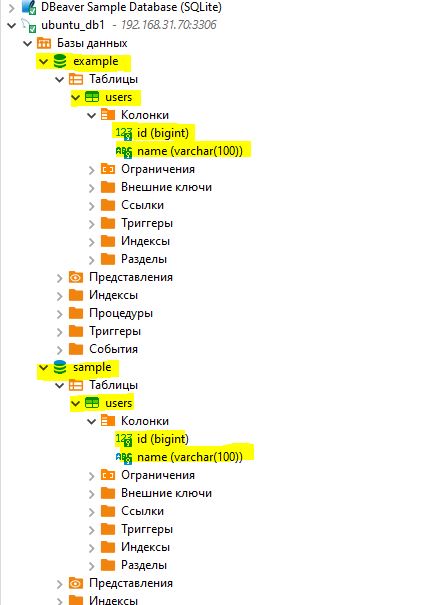 DBeaver Sample Database (SQLite)
ubuntu_db1 - 192.168.31.70:3306
Базы данных
example
Таблицы
users
Колонки
123 id (bigint)
ABC name (varchar(100))
Ограничения
Внешние ключи
Ссылки
Триггеры
Индексы
Разделы
Представления
Индексы
Процедуры
Триггеры
События
sample
Таблицы
users
Колонки
123 id (bigint)
ABC name (varchar(100))
Ограничения
Внешние ключи
Ссылки
Триггеры
Индексы
Разделы
Представления
Индексы